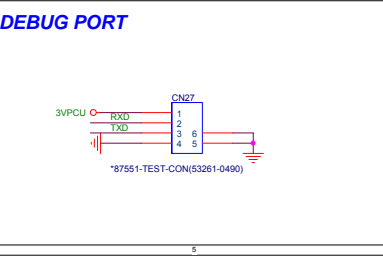 DEBUG PORT
CN27
3VPCU
1
RXD
2
TXD
3 6
4 5
*87551-TEST-CON(53261-0490)
5